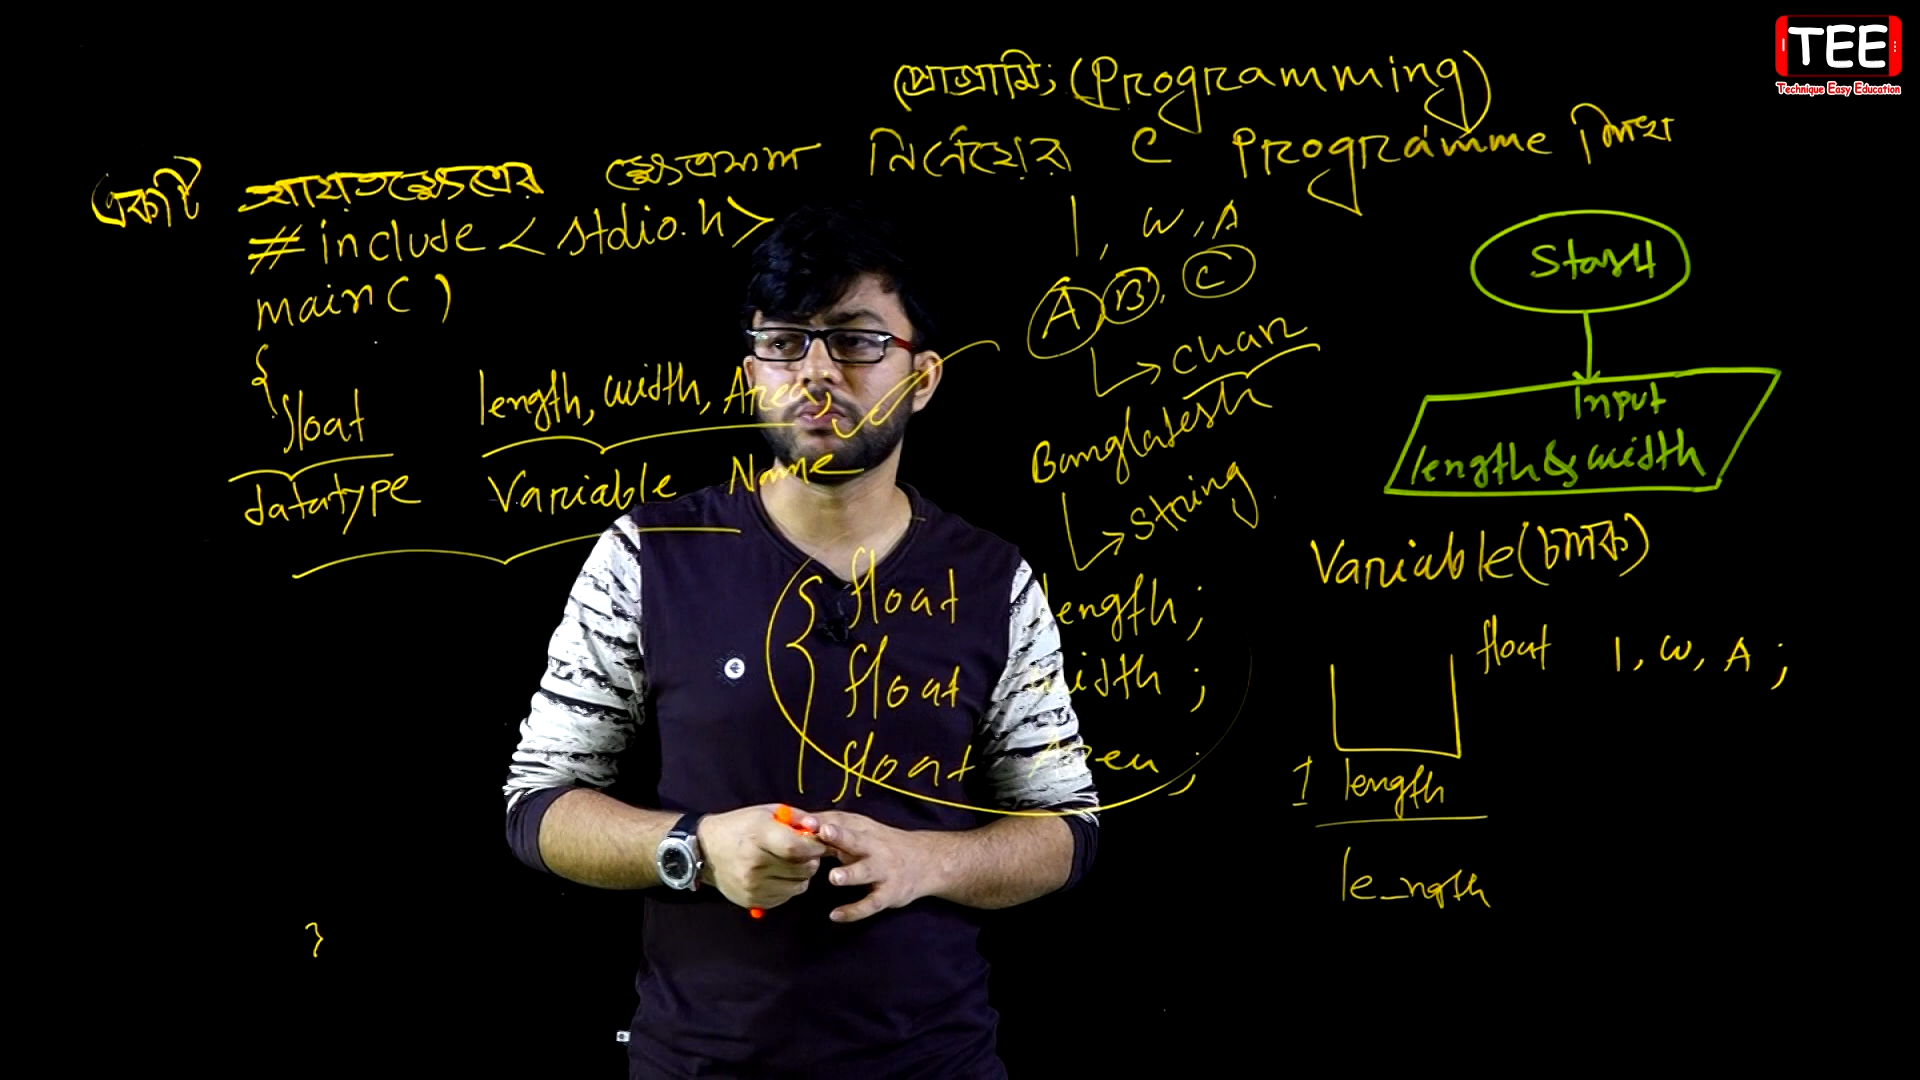 TEE
Technique Easy Education
(Programming)
একটি আয়তক্ষেত্রের ক্ষেত্রফল নির্ণয়ের C Programme লিখ
#include <stdio.h>
main()
{
float length, width, Area,
datatype Variable Name
l, w, A
A B, C
char
String
float length;
float width;
float Area;
}
Start
Input
length & width
Variable (চলক)
float l, w, A;
1 length
le_ngth